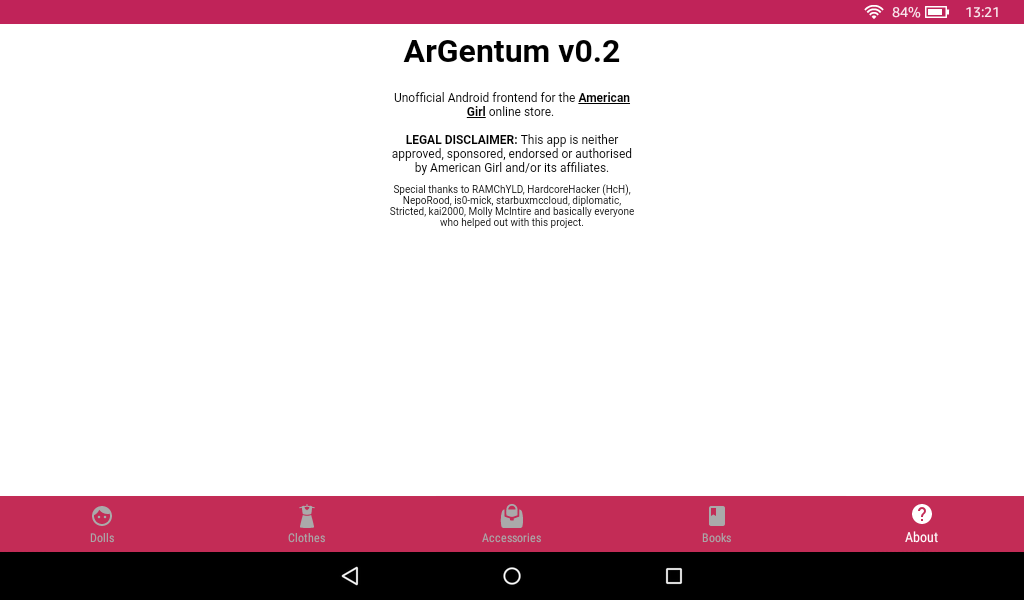 84% 13:21
ArGentum v0.2
Unofficial Android frontend for the American
Girl online store.
LEGAL DISCLAIMER: This app is neither
approved, sponsored, endorsed or authorised
by American Girl and/or its affiliates.
Special thanks to RAMChYLD, HardcoreHacker (HcH),
NepoRood, is0-mick, starbuxmccloud, diplomatic,
Stricted, kai2000, Molly McIntire and basically everyone
who helped out with this project.
Dolls Clothes Accessories Books About